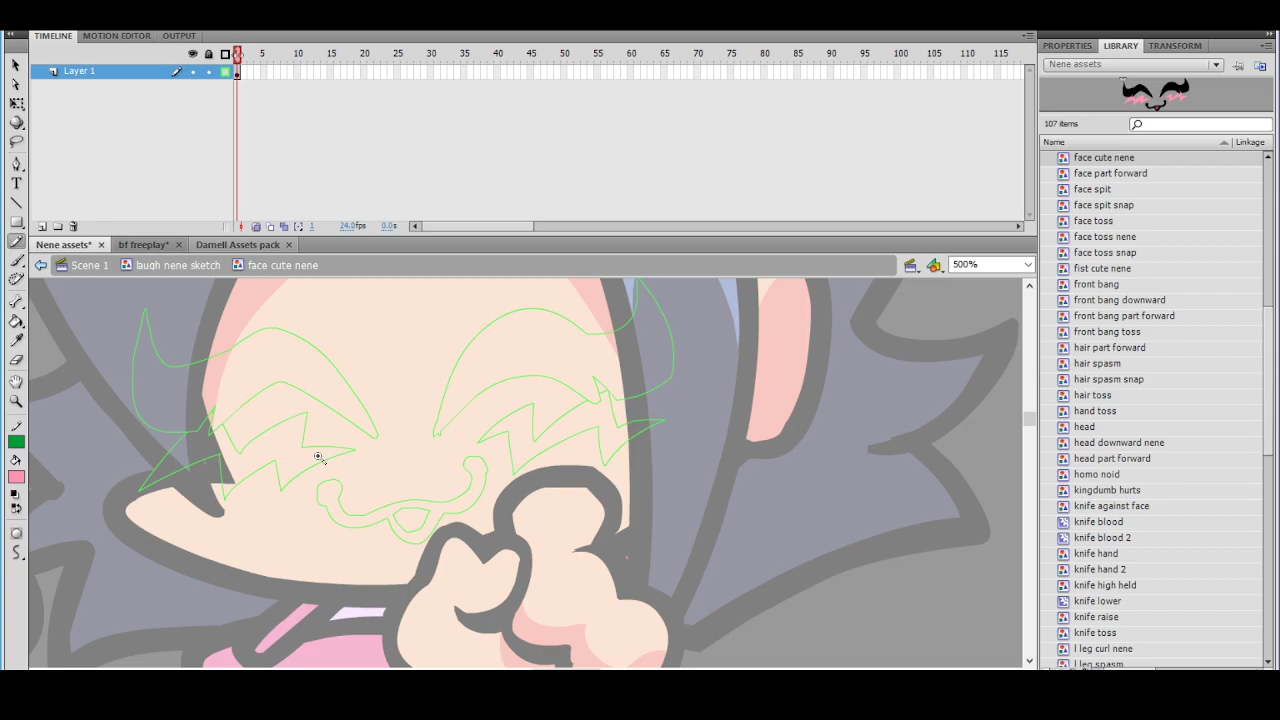 TIMELINE MOTION EDITOR OUTPUT
5 10 15 20 25 30 35 40 45 50 55 60 65 70 75 80 85 90 95 100 105 110 115
Layer 1
1 24.0fps 0.0s
Nene assets* bf freeplay* Darnell Assets pack
Scene 1 laugh nene sketch face cute nene 500%
PROPERTIES LIBRARY TRANSFORM
Nene assets
107 items
Name Linkage
face cute nene
face part forward
face spit
face spit snap
face toss
face toss nene
face toss snap
fist cute nene
front bang
front bang downward
front bang part forward
front bang toss
hair part forward
hair spasm
hair spasm snap
hair toss
hand toss
head
head downward nene
head part forward
homo noid
kingdumb hurts
knife against face
knife blood
knife blood 2
knife hand
knife hand 2
knife high held
knife lower
knife raise
knife toss
l leg curl nene
l leg spasm